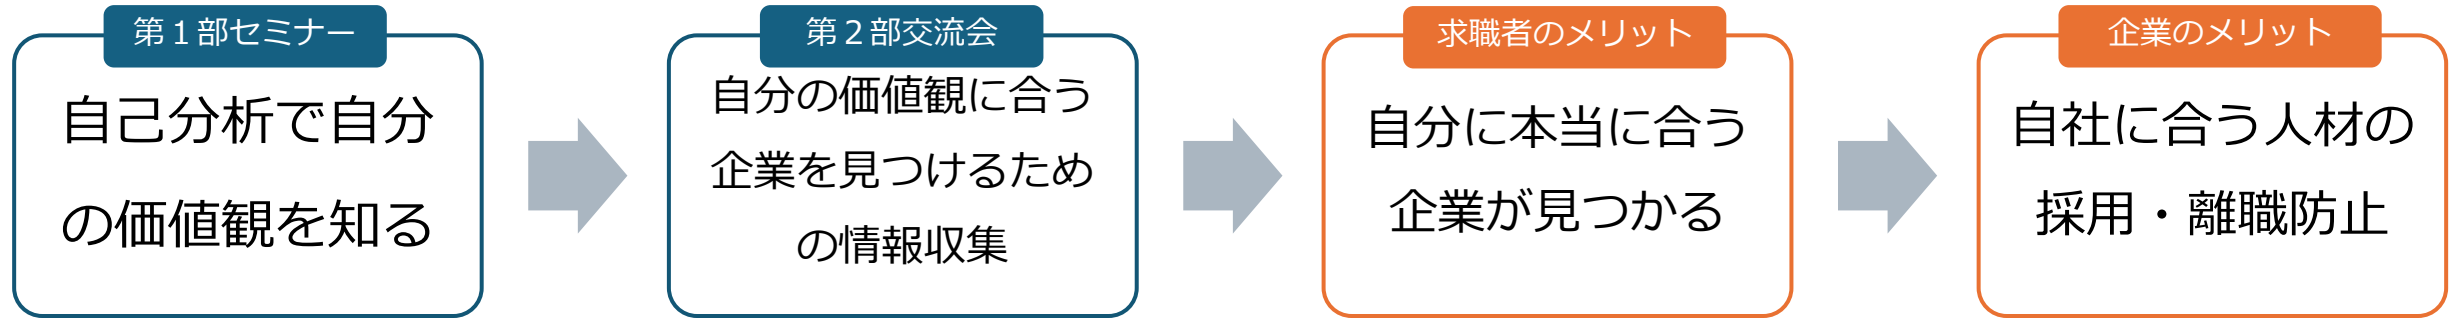 第１部セミナー
自己分析で自分
の価値観を知る
第２部交流会
自分の価値観に合う
企業を見つけるため
の情報収集
求職者のメリット
自分に本当に合う
企業が見つかる
企業のメリット
自社に合う人材の
採用・離職防止